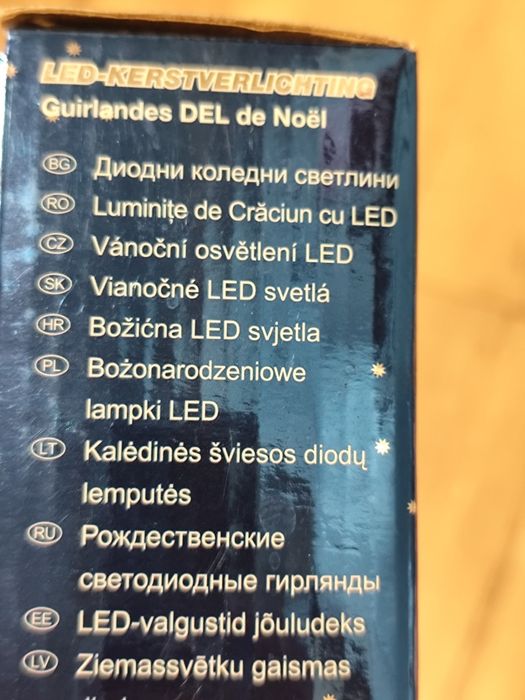 LED-KERSTVERLICHTING
Guirlandes DEL de Noël
BG Диодни коледни светлини
RO Luminiţe de Crăciun cu LED
CZ Vánoční osvětlení LED
SK Vianočné LED svetlá
HR Božićna LED svjetla
PL Bożonarodzeniowe
lampki LED
LT Kalėdinės šviesos diodų
lemputės
RU Рождественские
светодиодные гирлянды
EE LED-valgustid jõuludeks
LV Ziemassvētku gaismas